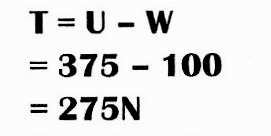 T = U – W
= 375 – 100
= 275N